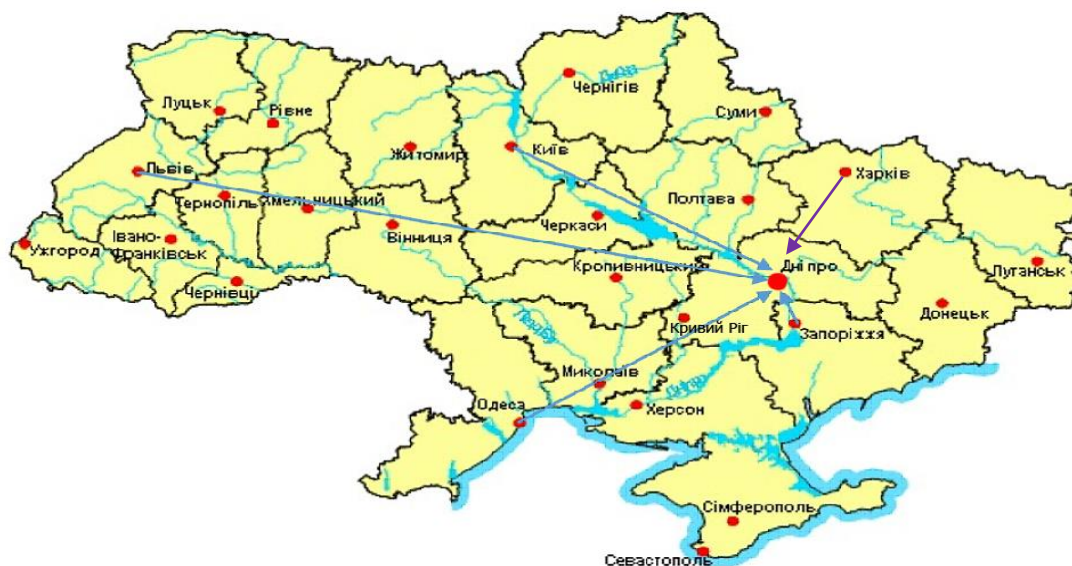 Чернігів
Луцьк
Рівне
Суми
Житомир
Київ
Львів
Харків
Тернопіль
Хмельницький
Полтава
Черкаси
Вінниця
Ужгород
Івано-
Франківськ
Кропивницький
Дніпро
Луганськ
Чернівці
Донецьк
Кривий Ріг
Запоріжжя
Миколаїв
Одеса
Херсон
Сімферополь
Севастополь